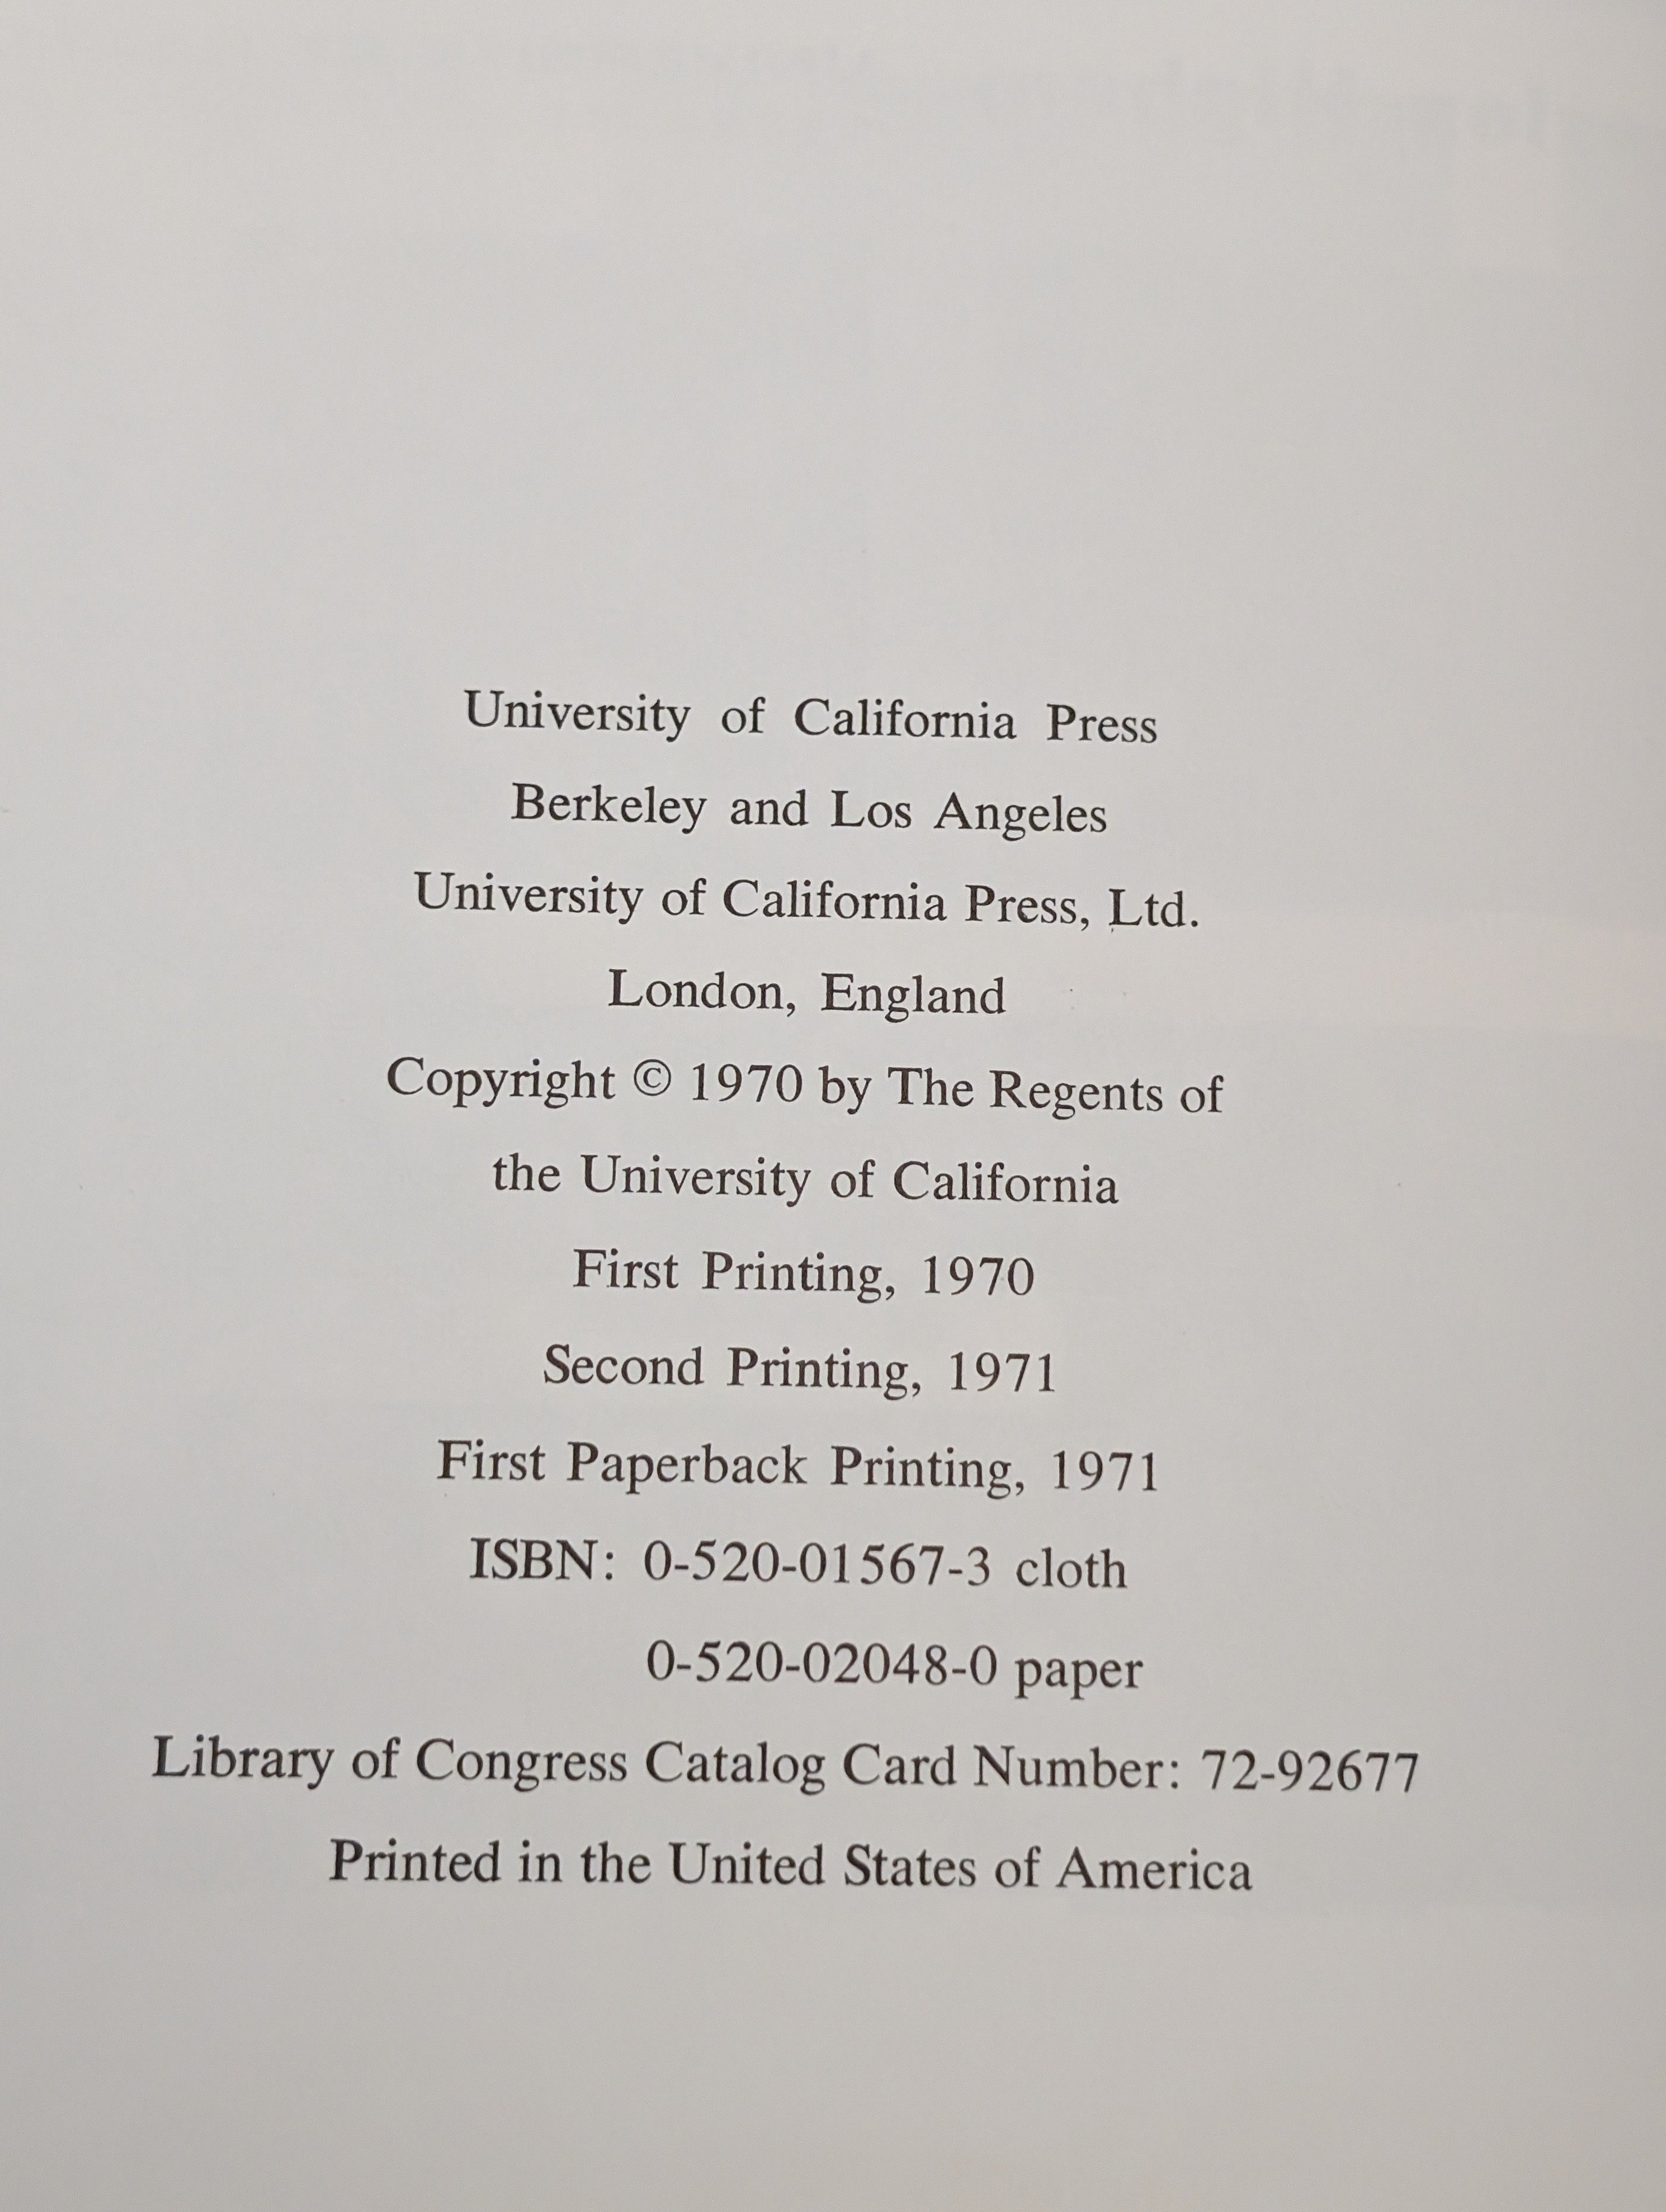 University of California Press
Berkeley and Los Angeles
University of California Press, Ltd.
London, England
Copyright © 1970 by The Regents of
the University of California
First Printing, 1970
Second Printing, 1971
First Paperback Printing, 1971
ISBN: 0-520-01567-3 cloth
0-520-02048-0 paper
Library of Congress Catalog Card Number: 72-92677
Printed in the United States of America